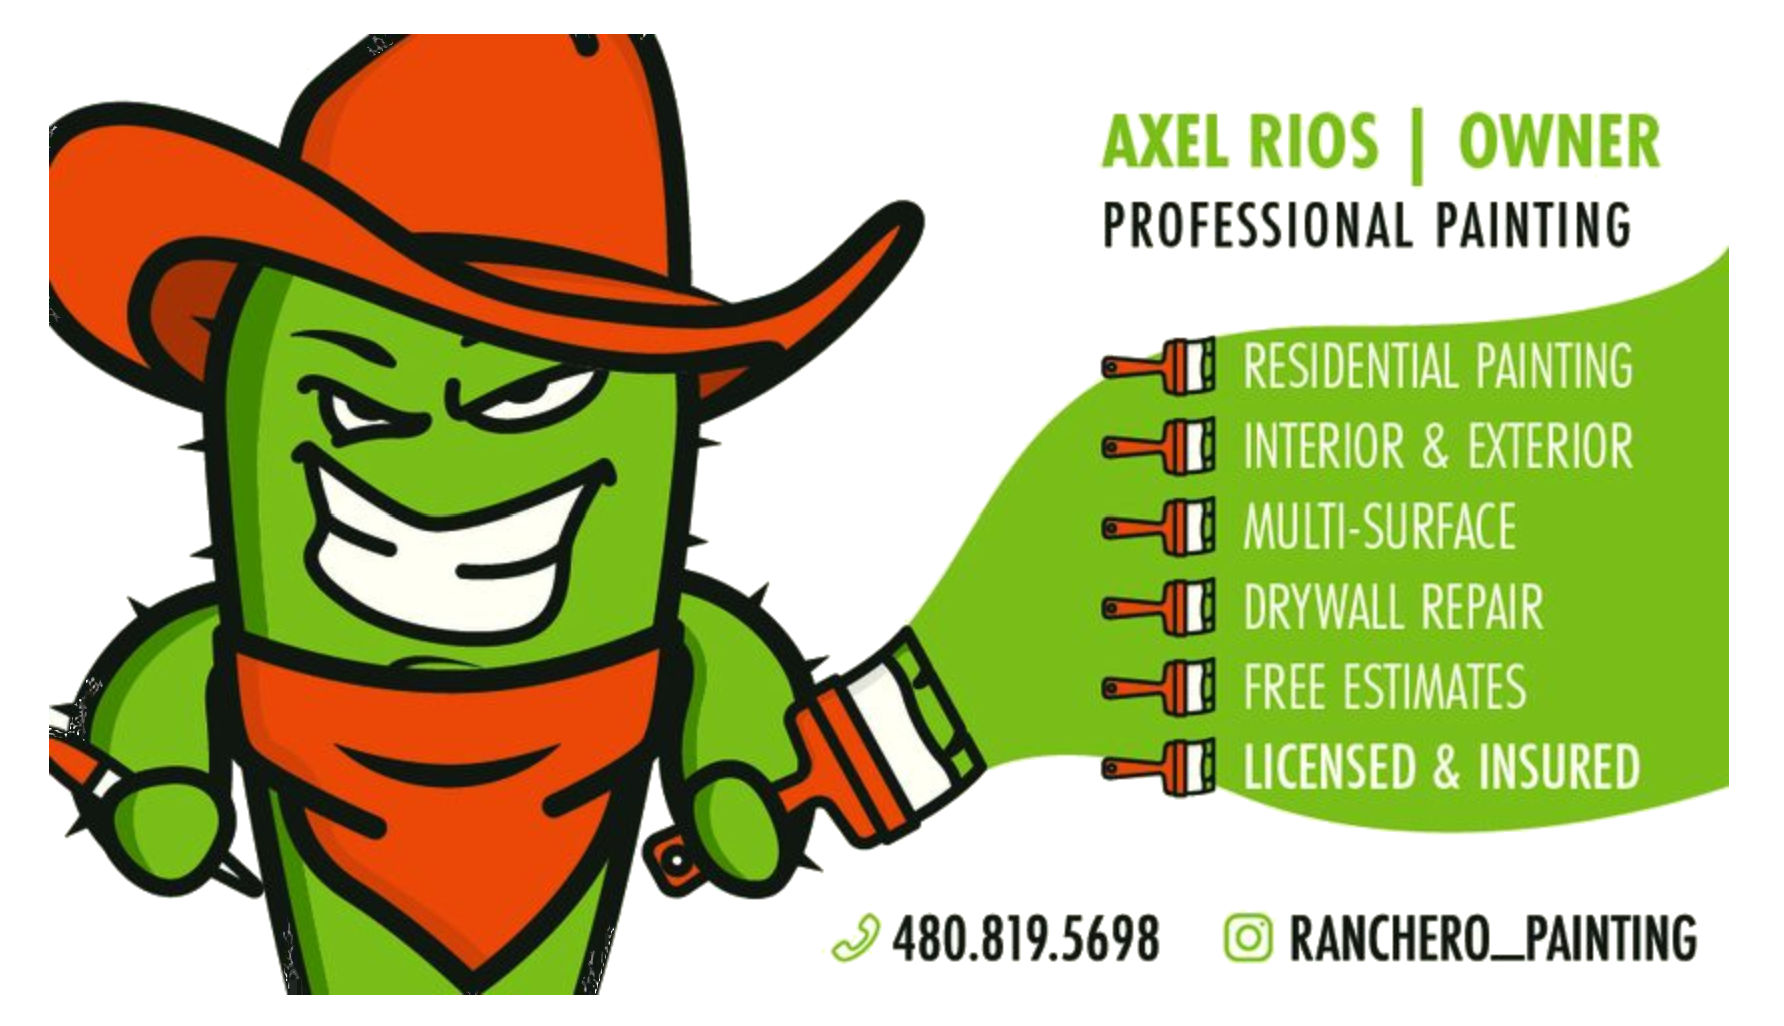 AXEL RIOS | OWNER
PROFESSIONAL PAINTING
RESIDENTIAL PAINTING
INTERIOR & EXTERIOR
MULTI-SURFACE
DRYWALL REPAIR
FREE ESTIMATES
LICENSED & INSURED
480.819.5698
RANCHERO_PAINTING